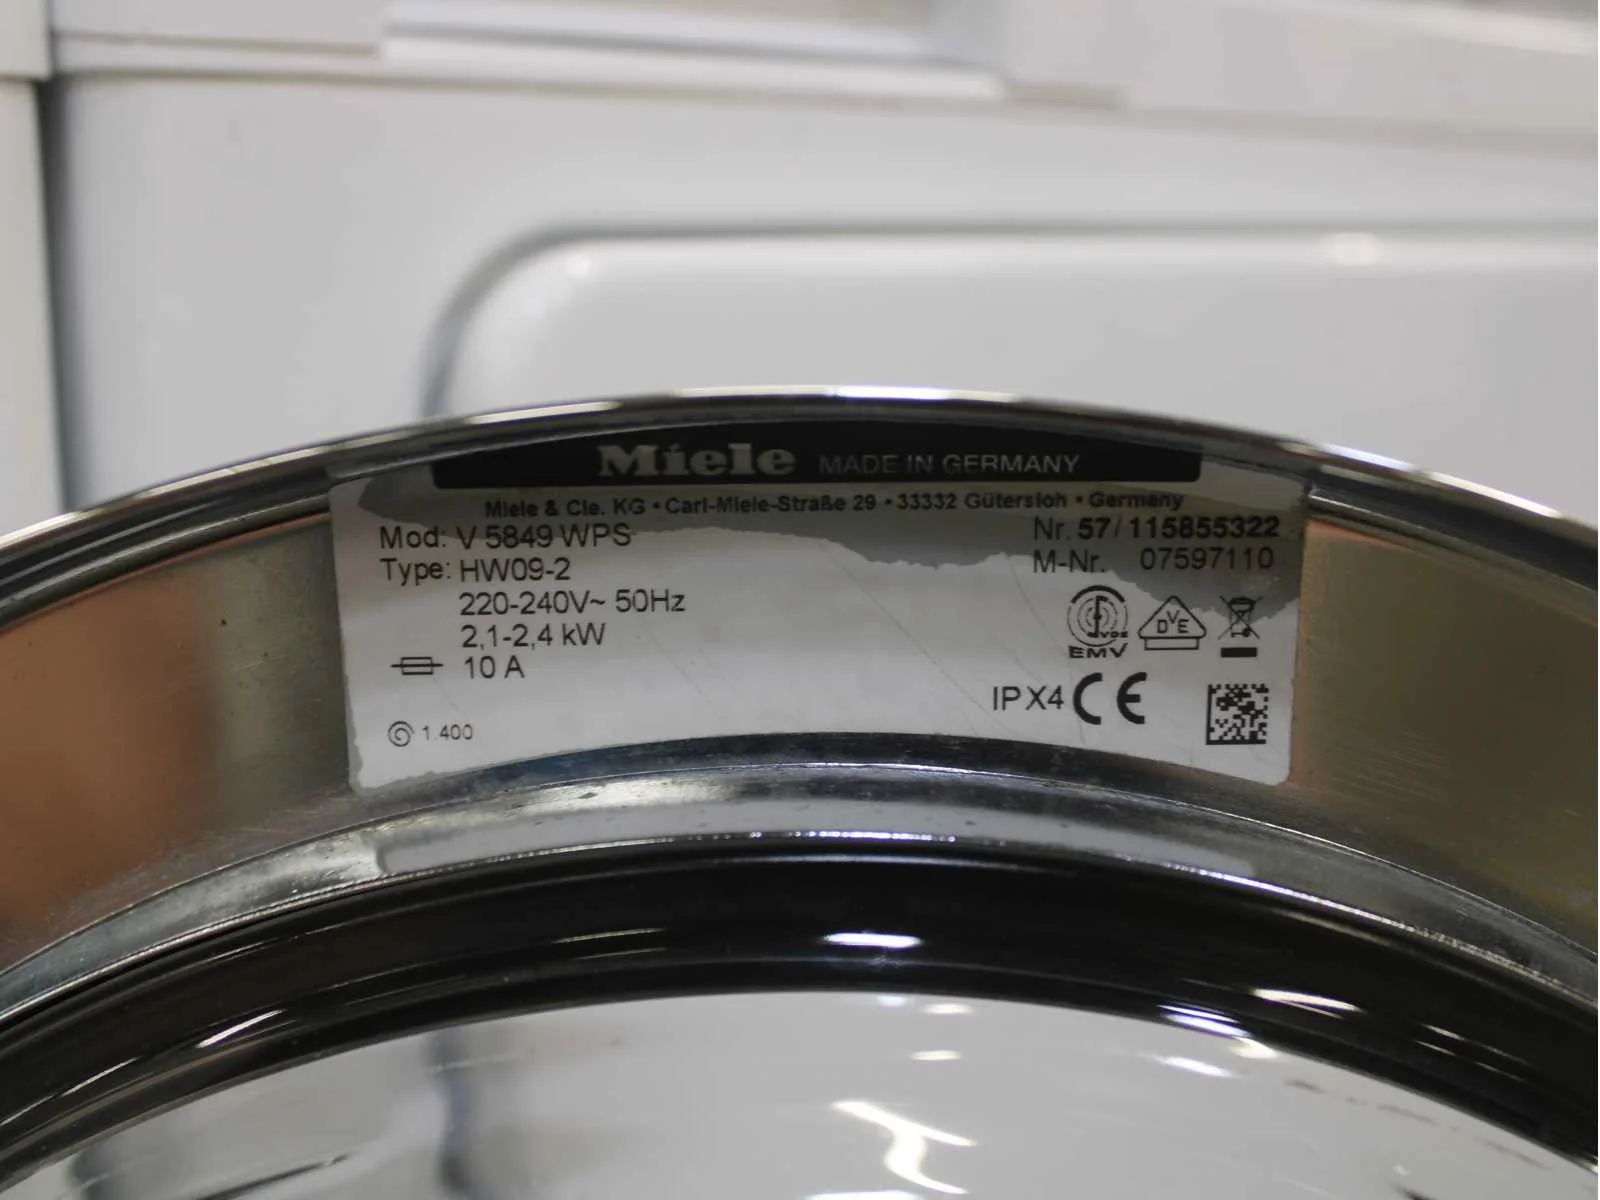 Miele MADE IN GERMANY
Miele & Cie. KG • Carl-Miele-Straße 29 • 33332 Gütersloh • Germany
Mod: V 5849 WPS Nr. 57/ 115855322
Type: HW09-2 M-Nr. 07597110
220-240V~ 50Hz
2,1-2,4 kW
10 A
VDE
EMV
DVE
IPX4 CE
1.400